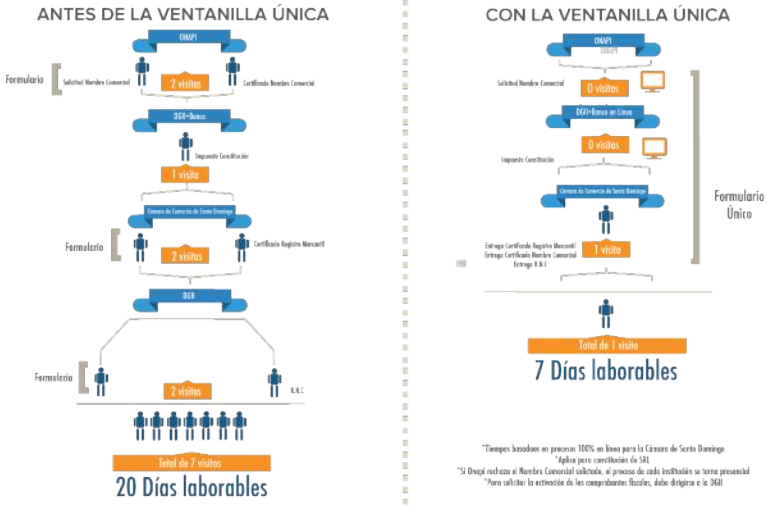 ANTES DE LA VENTANILLA ÚNICA
ONAPI
Formulario
Solicitud Nombre Comercial
2 visitas
Certificado Nombre Comercial
DGII+Banco
Impuesto Constitución
1 visita
Cámara de Comercio de Santo Domingo
Formulario
2 visitas
Certificado Registro Mercantil
DGII
Formulario
2 visitas
R.N.C
Total de 7 visitas
20 Días laborables
CON LA VENTANILLA ÚNICA
ONAPI
ONAPI
Solicitud Nombre Comercial
0 visitas
DGII+Banco en Línea
0 visitas
Impuesto Constitución
Cámara de Comercio de Santo Domingo
Formulario
Único
Entrega Certificado Registro Mercantil
Entrega Certificado Nombre Comercial
Entrega R.N.C
1 visita
Total de 1 visita
7 Días laborables
*Tiempos basados en procesos 100% en línea para la Cámara de Santo Domingo
*Aplica para constitución de SRL
*Si Onapi rechaza el Nombre Comercial solicitado, el proceso de cada institución se torna presencial
*Para solicitar la activación de los comprobantes fiscales, debe dirigirse a la DGII